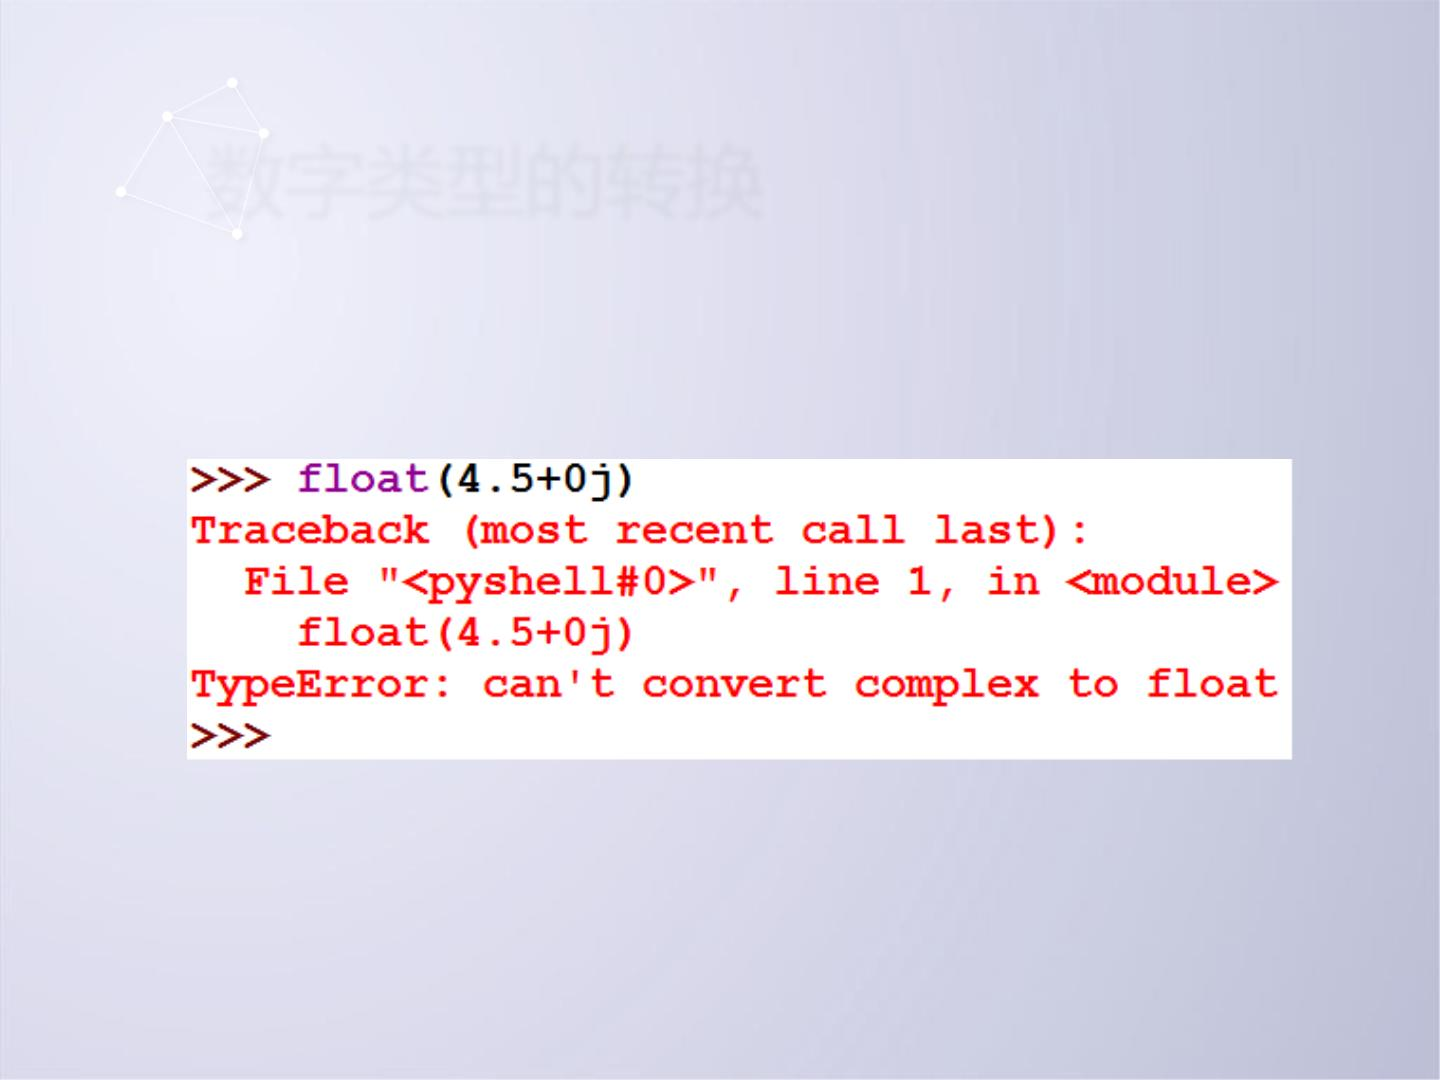 数字类型的转换
>>> float(4.5+0j)
Traceback (most recent call last):
  File "<pyshell#0>", line 1, in <module>
    float(4.5+0j)
TypeError: can't convert complex to float
>>>